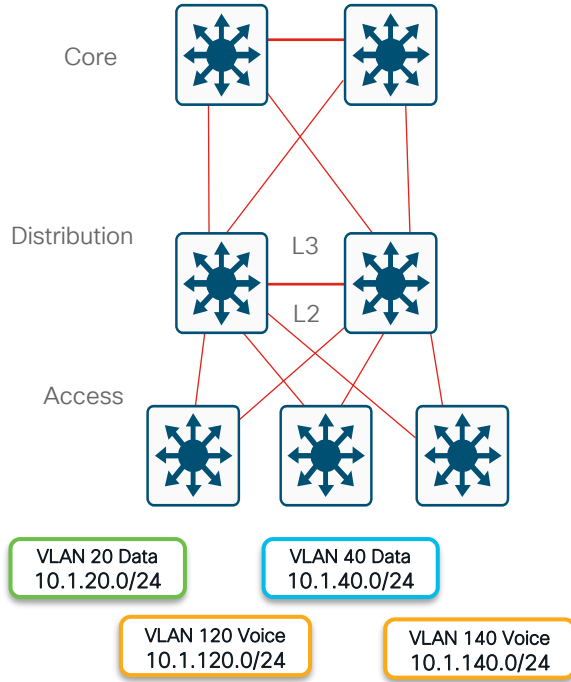 Core
Distribution
L3
L2
Access
VLAN 20 Data
10.1.20.0/24
VLAN 40 Data
10.1.40.0/24
VLAN 120 Voice
10.1.120.0/24
VLAN 140 Voice
10.1.140.0/24